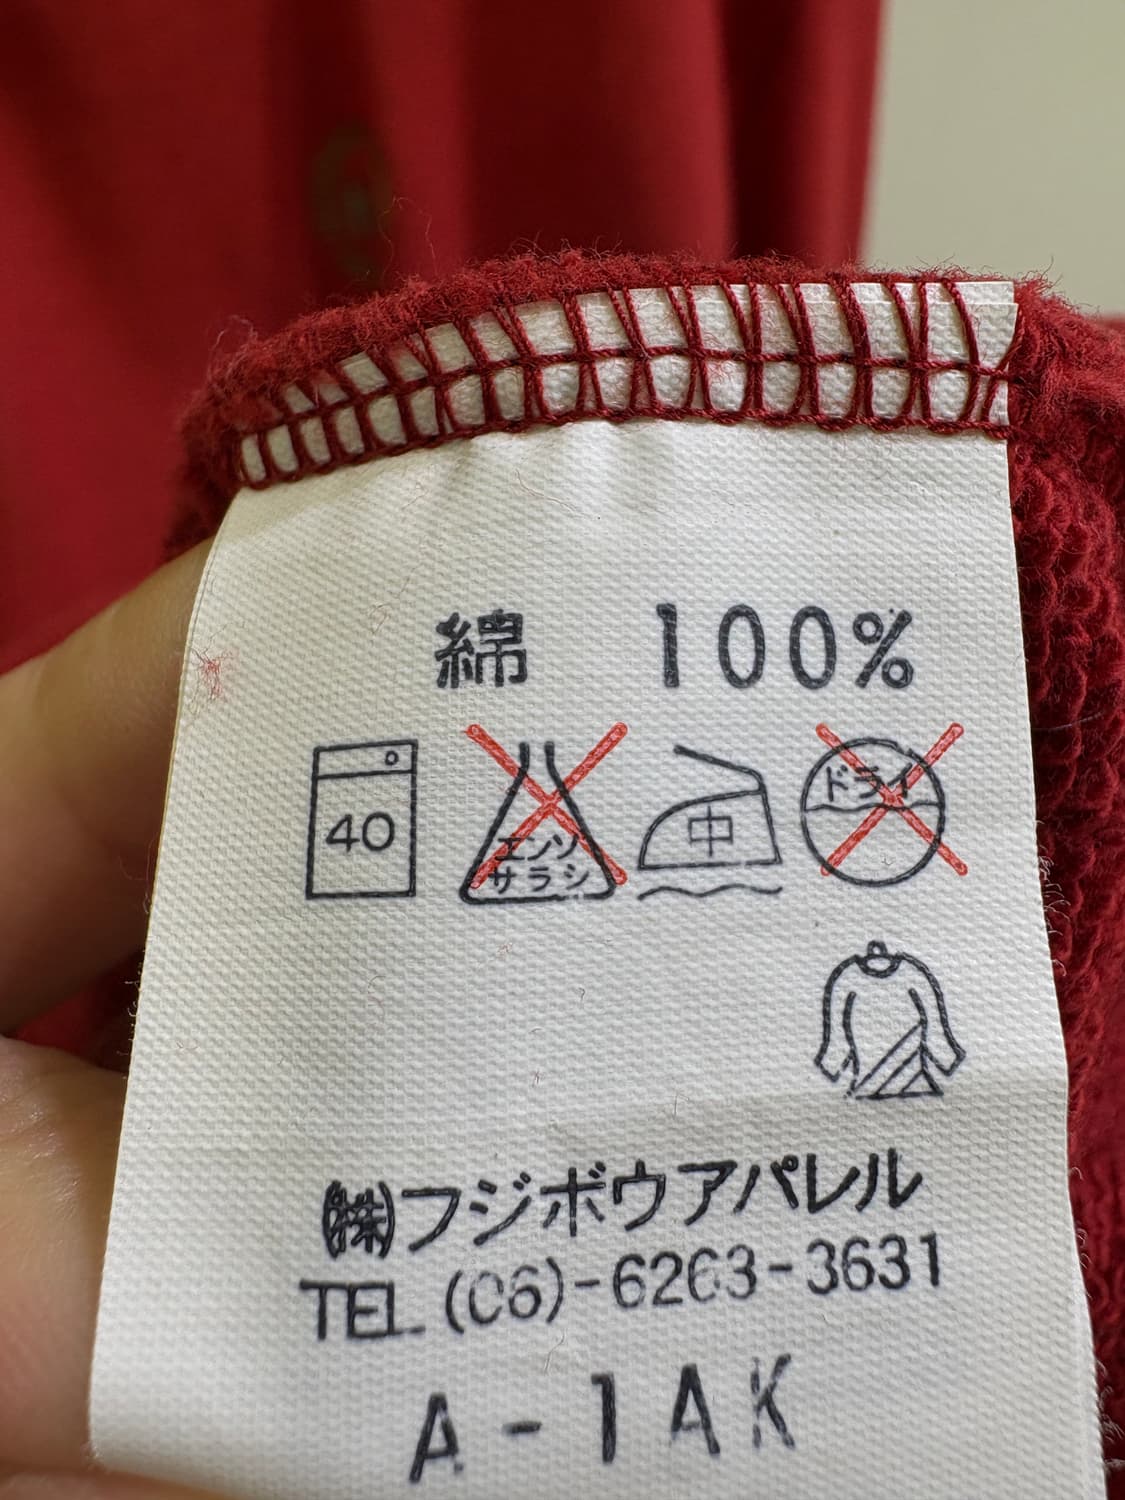 綿 100%
40 エンソ サラシ 中 ドライ
㈱フジボウアパレル
TEL (06)-6263-3631
A-1AK